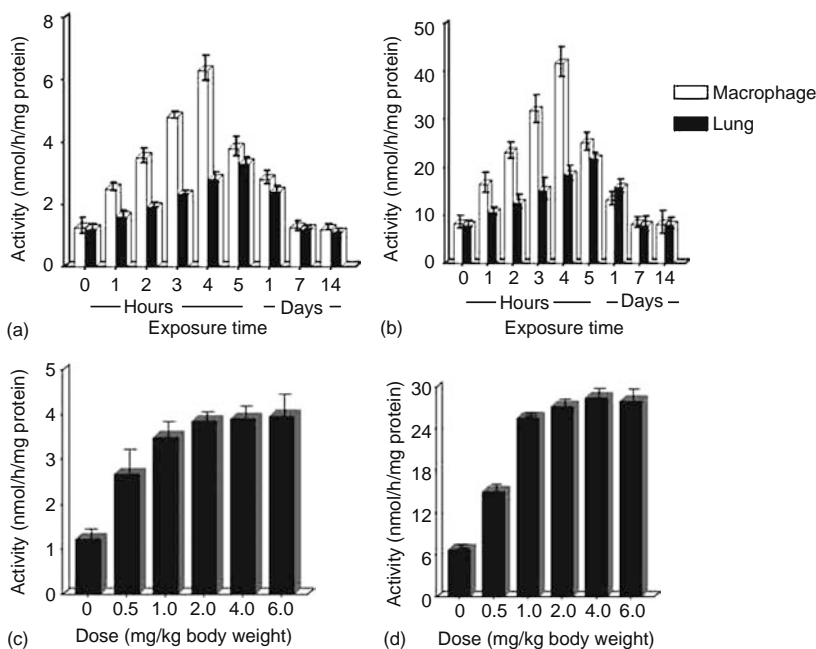 8
6
4
2
0
Activity (nmol/h/mg protein)
0 1 2 3 4 5 1 7 14
Hours Days
Exposure time
(a)
50
40
30
20
10
0
Activity (nmol/h/mg protein)
0 1 2 3 4 5 1 7 14
Hours Days
Exposure time
(b)
Macrophage
Lung
5
4
3
2
1
0
Activity (nmol/h/mg protein)
0 0.5 1.0 2.0 4.0 6.0
Dose (mg/kg body weight)
(c)
30
24
18
12
6
0
Activity (nmol/h/mg protein)
0 0.5 1.0 2.0 4.0 6.0
Dose (mg/kg body weight)
(d)